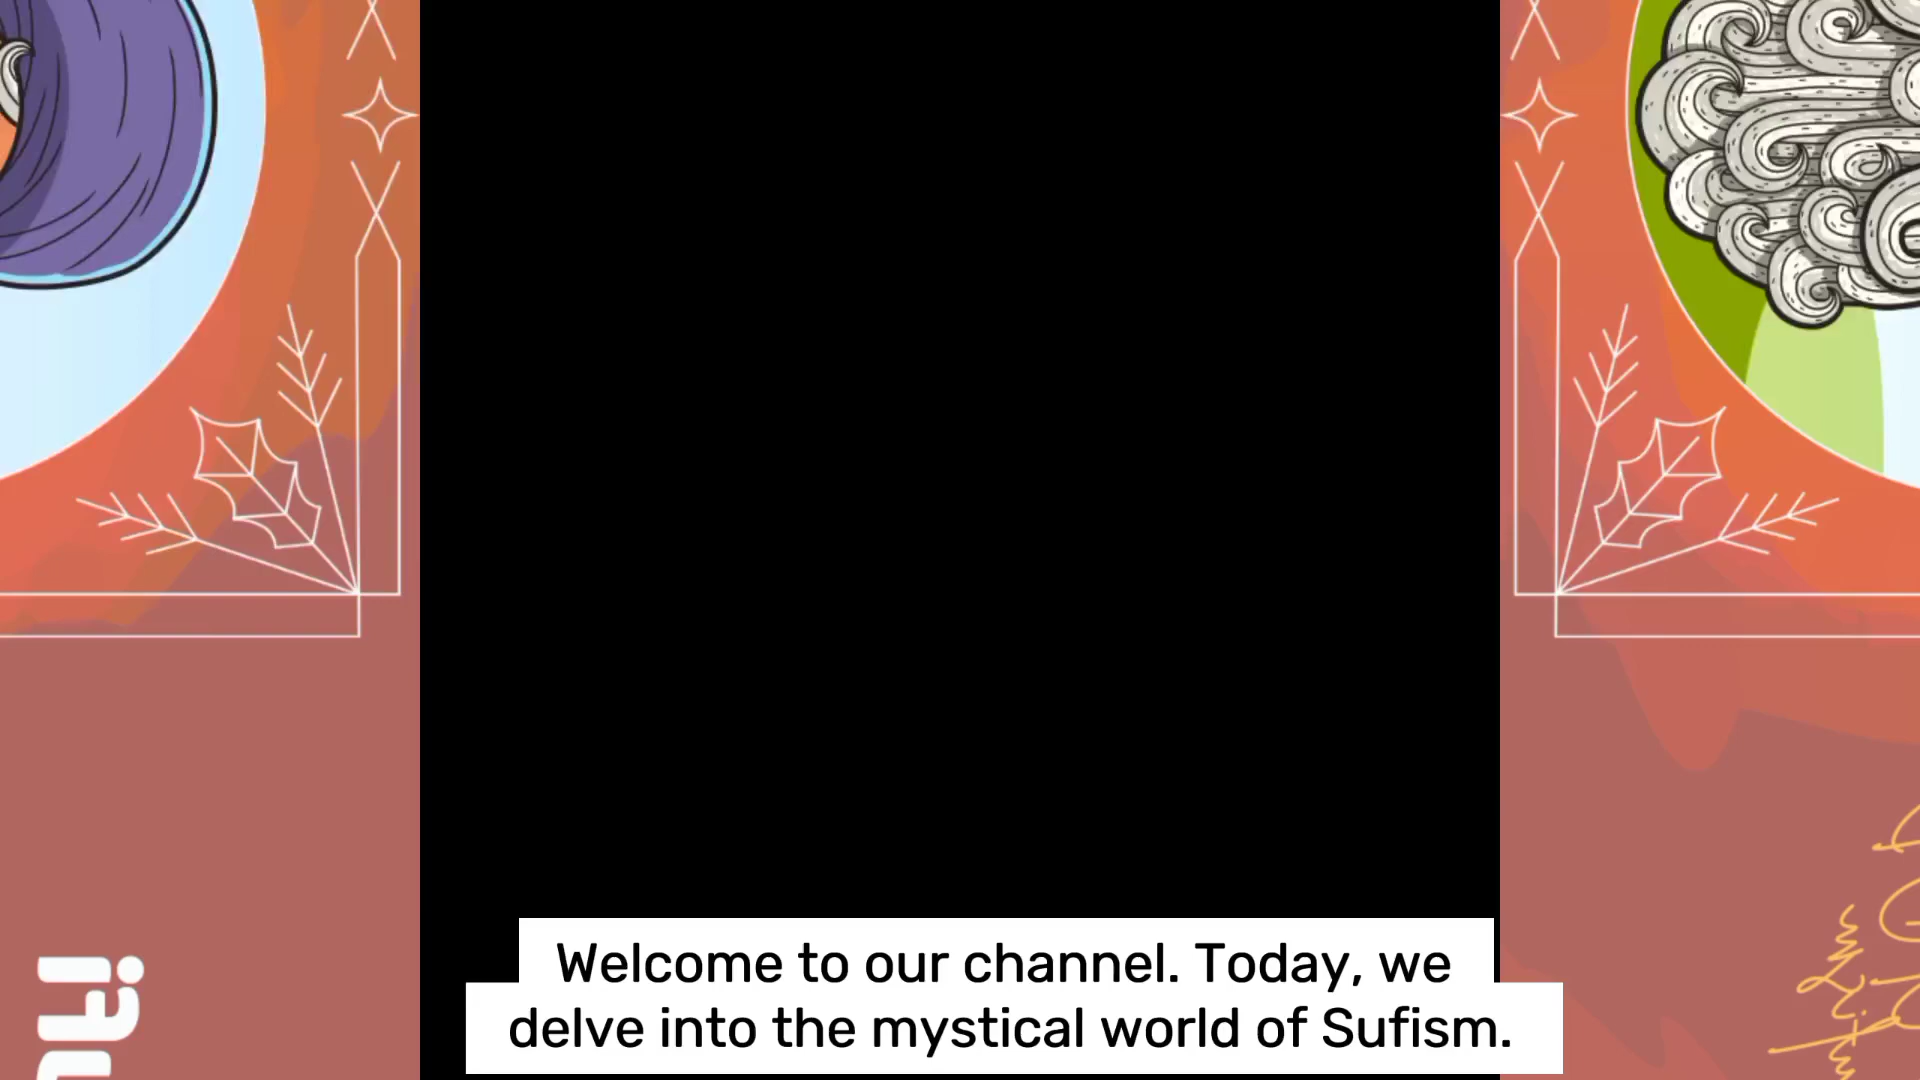 Welcome to our channel. Today, we
delve into the mystical world of Sufism.